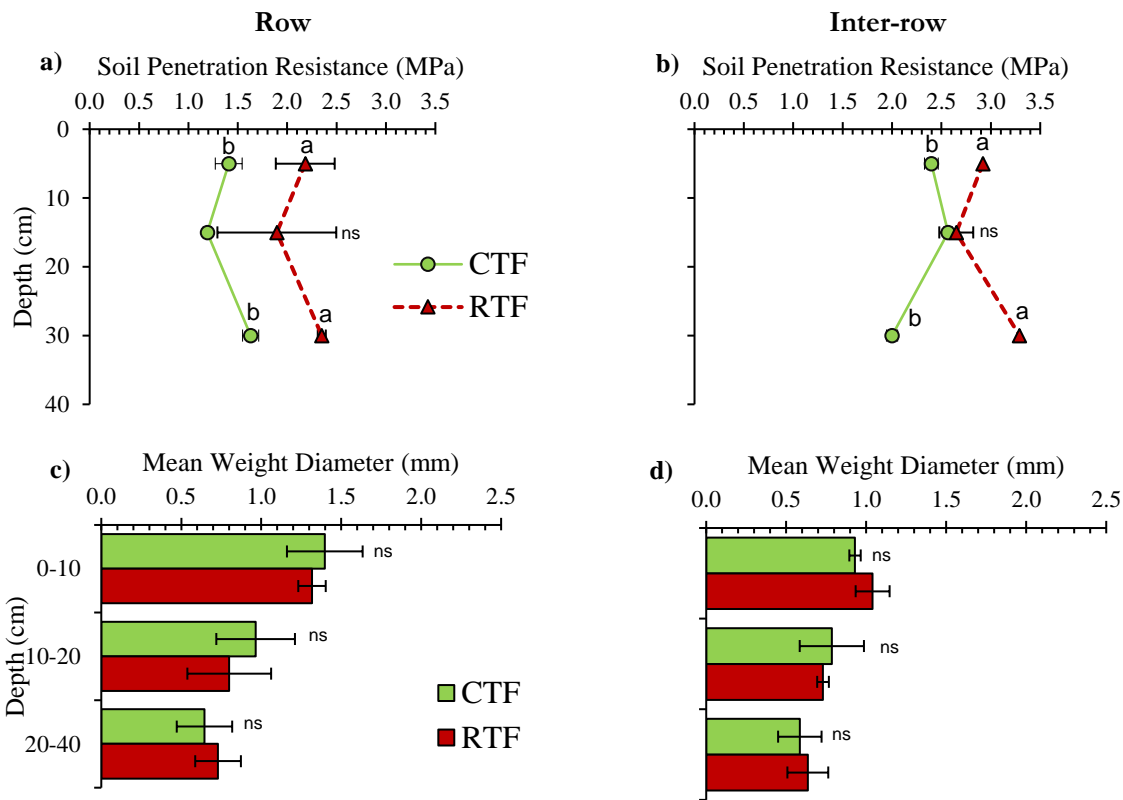 Row
Inter-row
a) Soil Penetration Resistance (MPa)
b) Soil Penetration Resistance (MPa)
0.0 0.5 1.0 1.5 2.0 2.5 3.0 3.5
0.0 0.5 1.0 1.5 2.0 2.5 3.0 3.5
0
10
20
30
40
Depth (cm)
b a
ns
b a
CTF
RTF
b a
ns
b a
c) Mean Weight Diameter (mm)
d) Mean Weight Diameter (mm)
0.0 0.5 1.0 1.5 2.0 2.5
0.0 0.5 1.0 1.5 2.0 2.5
Depth (cm)
0-10
10-20
20-40
ns
ns
ns
CTF
RTF
ns
ns
ns